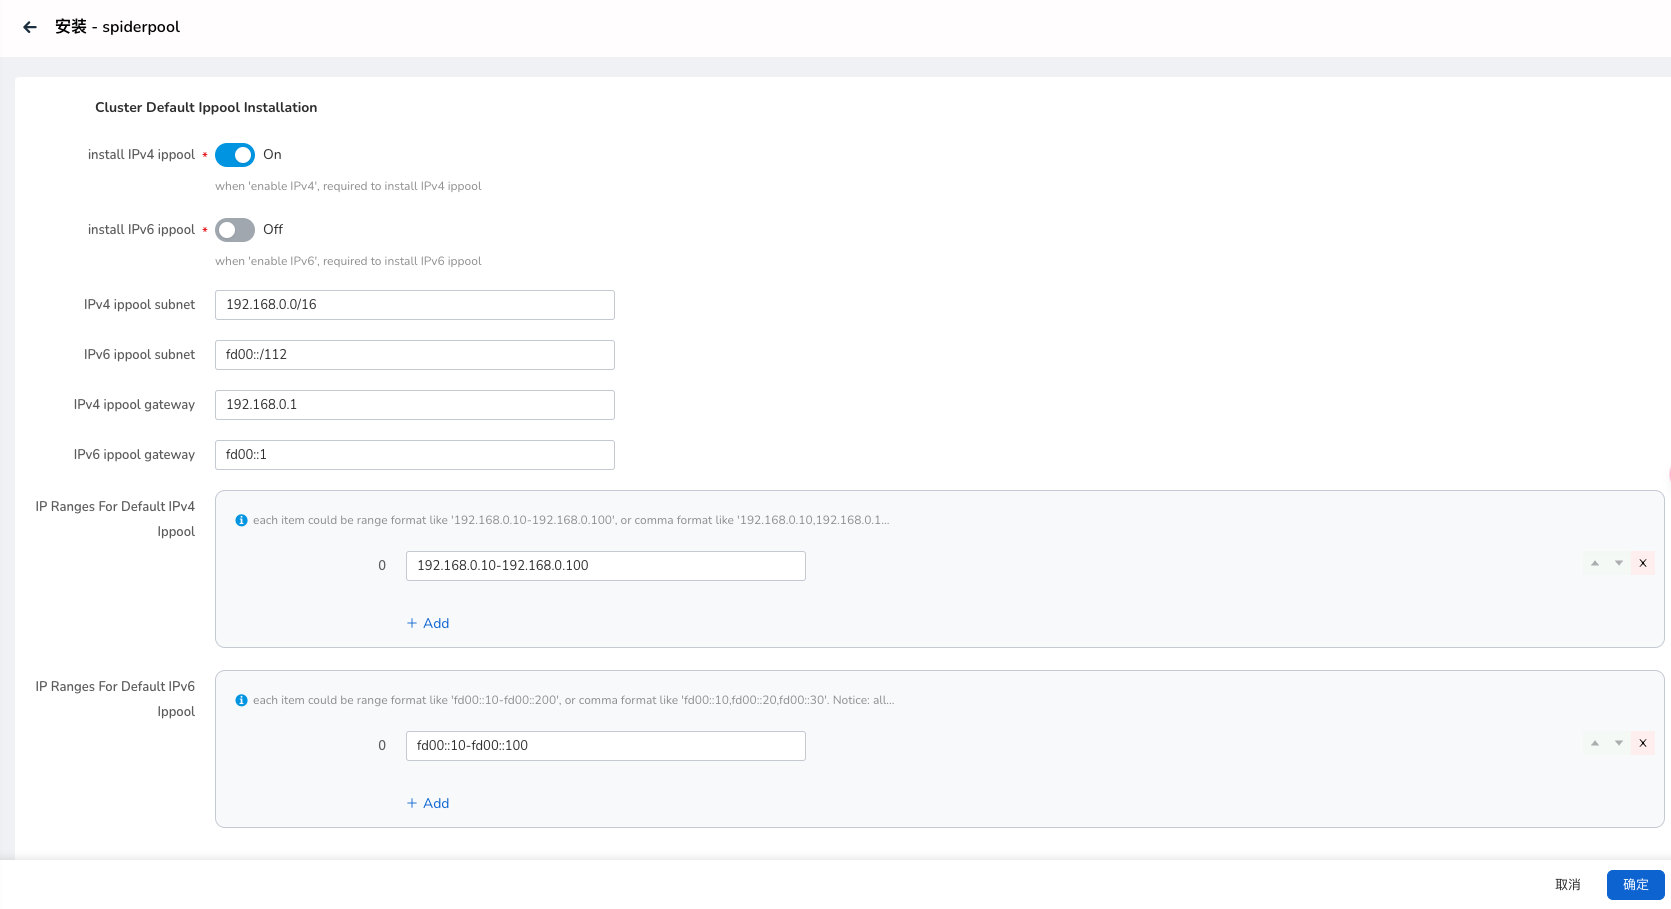 安装 - spiderpool
Cluster Default Ippool Installation
install IPv4 ippool * On
when 'enable IPv4', required to install IPv4 ippool
install IPv6 ippool * Off
when 'enable IPv6', required to install IPv6 ippool
IPv4 ippool subnet 192.168.0.0/16
IPv6 ippool subnet fd00::/112
IPv4 ippool gateway 192.168.0.1
IPv6 ippool gateway fd00::1
IP Ranges For Default IPv4
Ippool
each item could be range format like '192.168.0.10-192.168.0.100', or comma format like '192.168.0.10,192.168.0.1...
0 192.168.0.10-192.168.0.100 X
+ Add
IP Ranges For Default IPv6
Ippool
each item could be range format like 'fd00::10-fd00::200', or comma format like 'fd00::10,fd00::20,fd00::30'. Notice: all...
0 fd00::10-fd00::100 X
+ Add
取消 确定